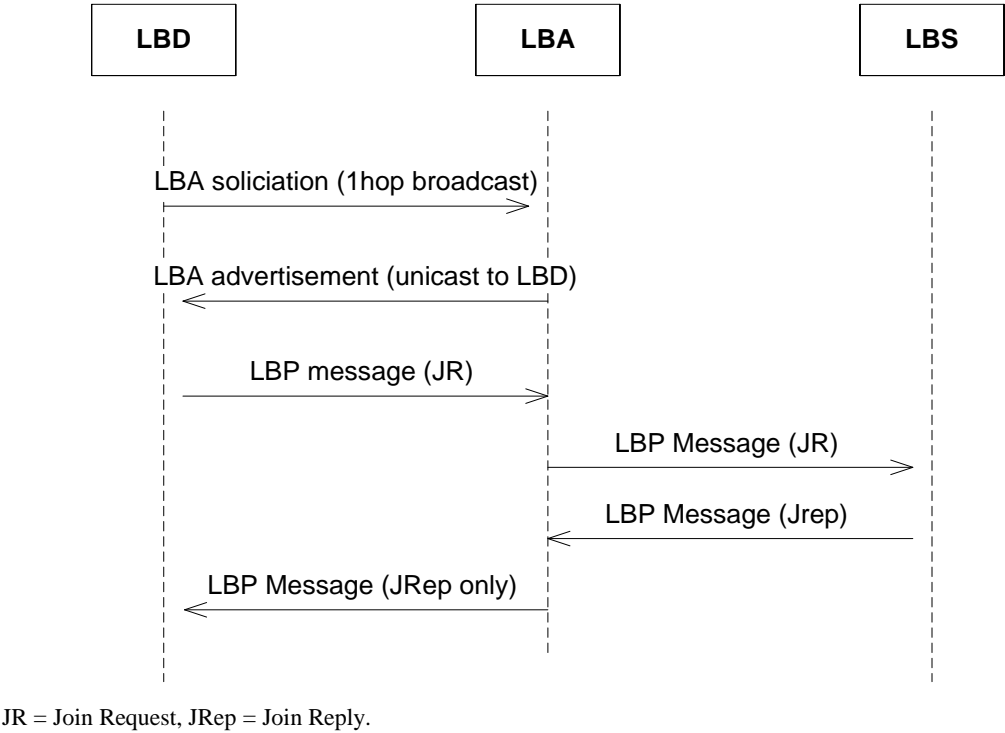 LBD
LBA
LBS
LBA soliciation (1hop broadcast)
LBA advertisement (unicast to LBD)
LBP message (JR)
LBP Message (JR)
LBP Message (Jrep)
LBP Message (JRep only)
JR = Join Request, JRep = Join Reply.